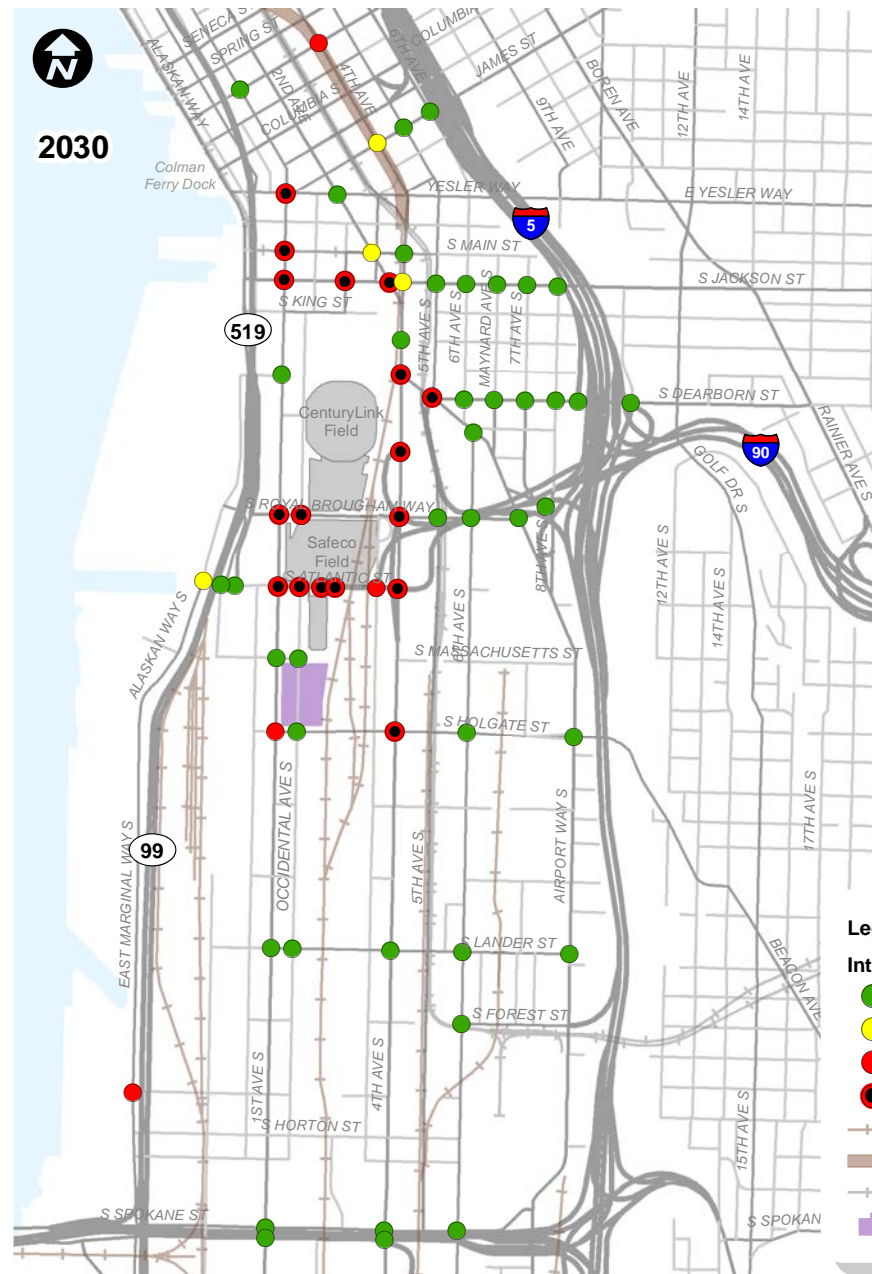 N
2030
SENECA ST
SPRING ST
COLUMBIA S
ALASKAN WAY
2ND AVE
4TH AVE
6TH AVE
COLUMBIA
JAMES ST
9TH AVE
BOREN AVE
12TH AVE
14TH AVE
Colman
Ferry Dock
YESLER WAY
E YESLER WAY
5
S MAIN ST
S JACKSON ST
S KING ST
519
5TH AVE S
6TH AVE S
MAYNARD AVE S
7TH AVE S
CenturyLink
Field
S DEARBORN ST
RAINIER AVE S
90
GOLF DR S
S ROYAL BROUGHAM WAY
Safeco
Field
S ATLANTIC ST
8TH AVE S
12TH AVE S
14TH AVE S
ALASKAN WAY S
6TH AVE S
S MASSACHUSETTS ST
S HOLGATE ST
99
EAST MARGINAL WAY S
OCCIDENTAL AVE S
5TH AVE S
AIRPORT WAY S
17TH AVE S
S LANDER ST
BEACON AVE
Le
Int
S FOREST ST
1ST AVE S
4TH AVE S
S HORTON ST
15TH AVE S
S SPOKANE ST
S SPOKAN